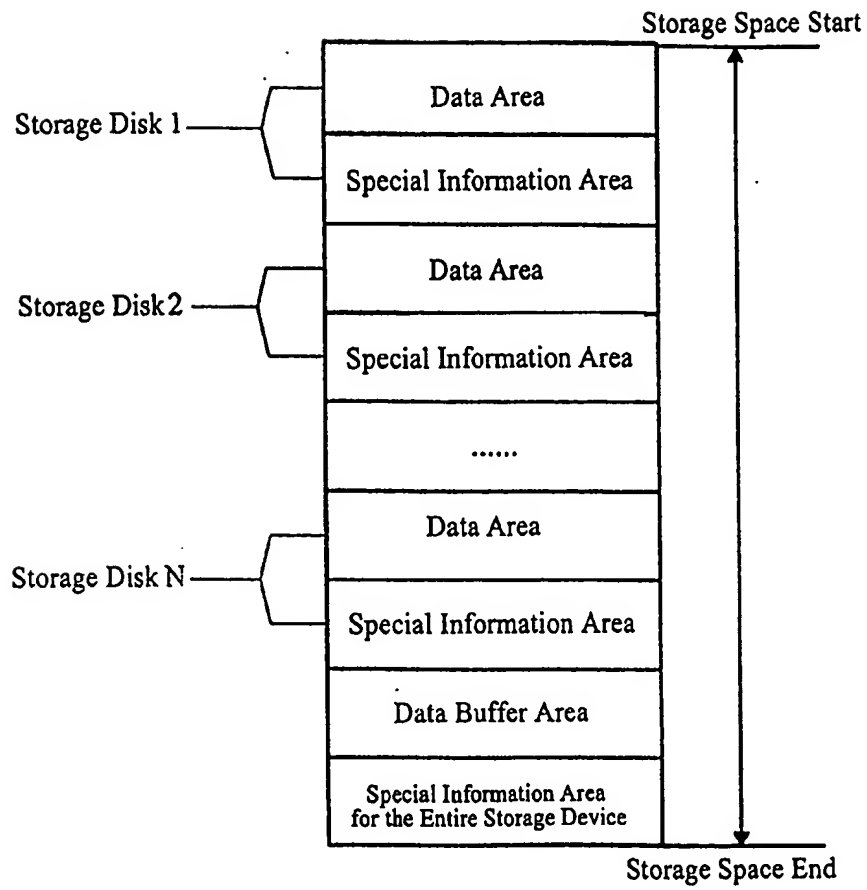 Storage Space Start
Data Area
Storage Disk 1
Special Information Area
Data Area
Storage Disk2
Special Information Area
......
Data Area
Storage Disk N
Special Information Area
Data Buffer Area
Special Information Area
for the Entire Storage Device
Storage Space End